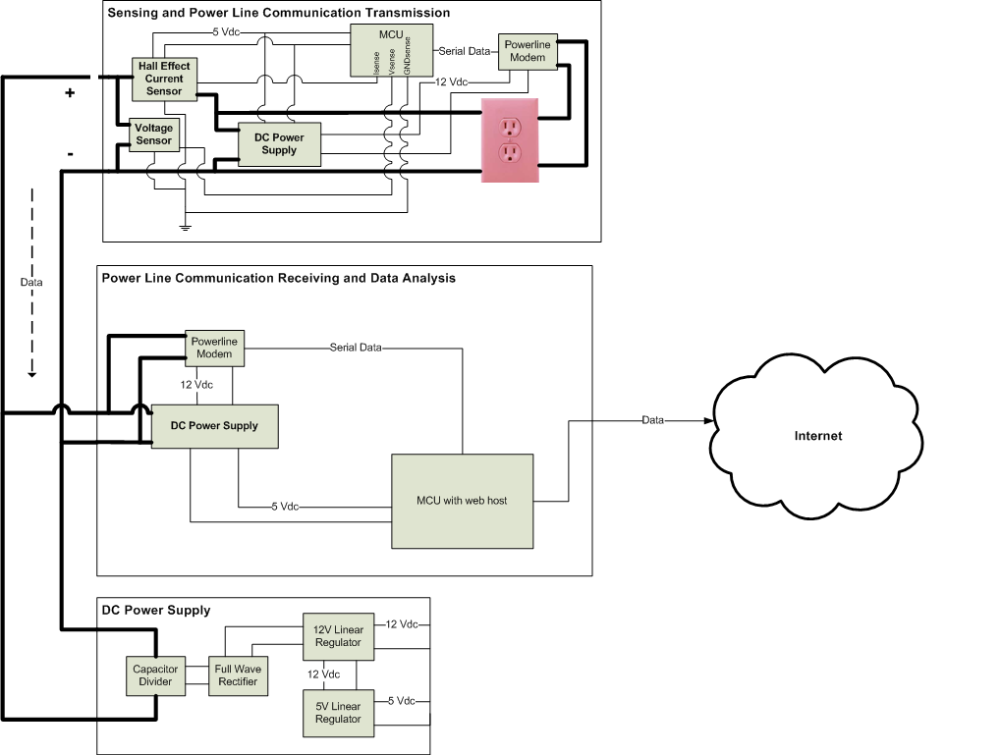 Sensing and Power Line Communication Transmission
5 Vdc
MCU
Isense
Vsense
GNDsense
Serial Data
Powerline
Modem
Hall Effect
Current
Sensor
12 Vdc
+
Voltage
Sensor
DC Power
Supply
-
Data
Power Line Communication Receiving and Data Analysis
Powerline
Modem
Serial Data
12 Vdc
DC Power Supply
Data
Internet
MCU with web host
5 Vdc
DC Power Supply
12V Linear
Regulator
12 Vdc
Capacitor
Divider
Full Wave
Rectifier
12 Vdc
5V Linear
Regulator
5 Vdc